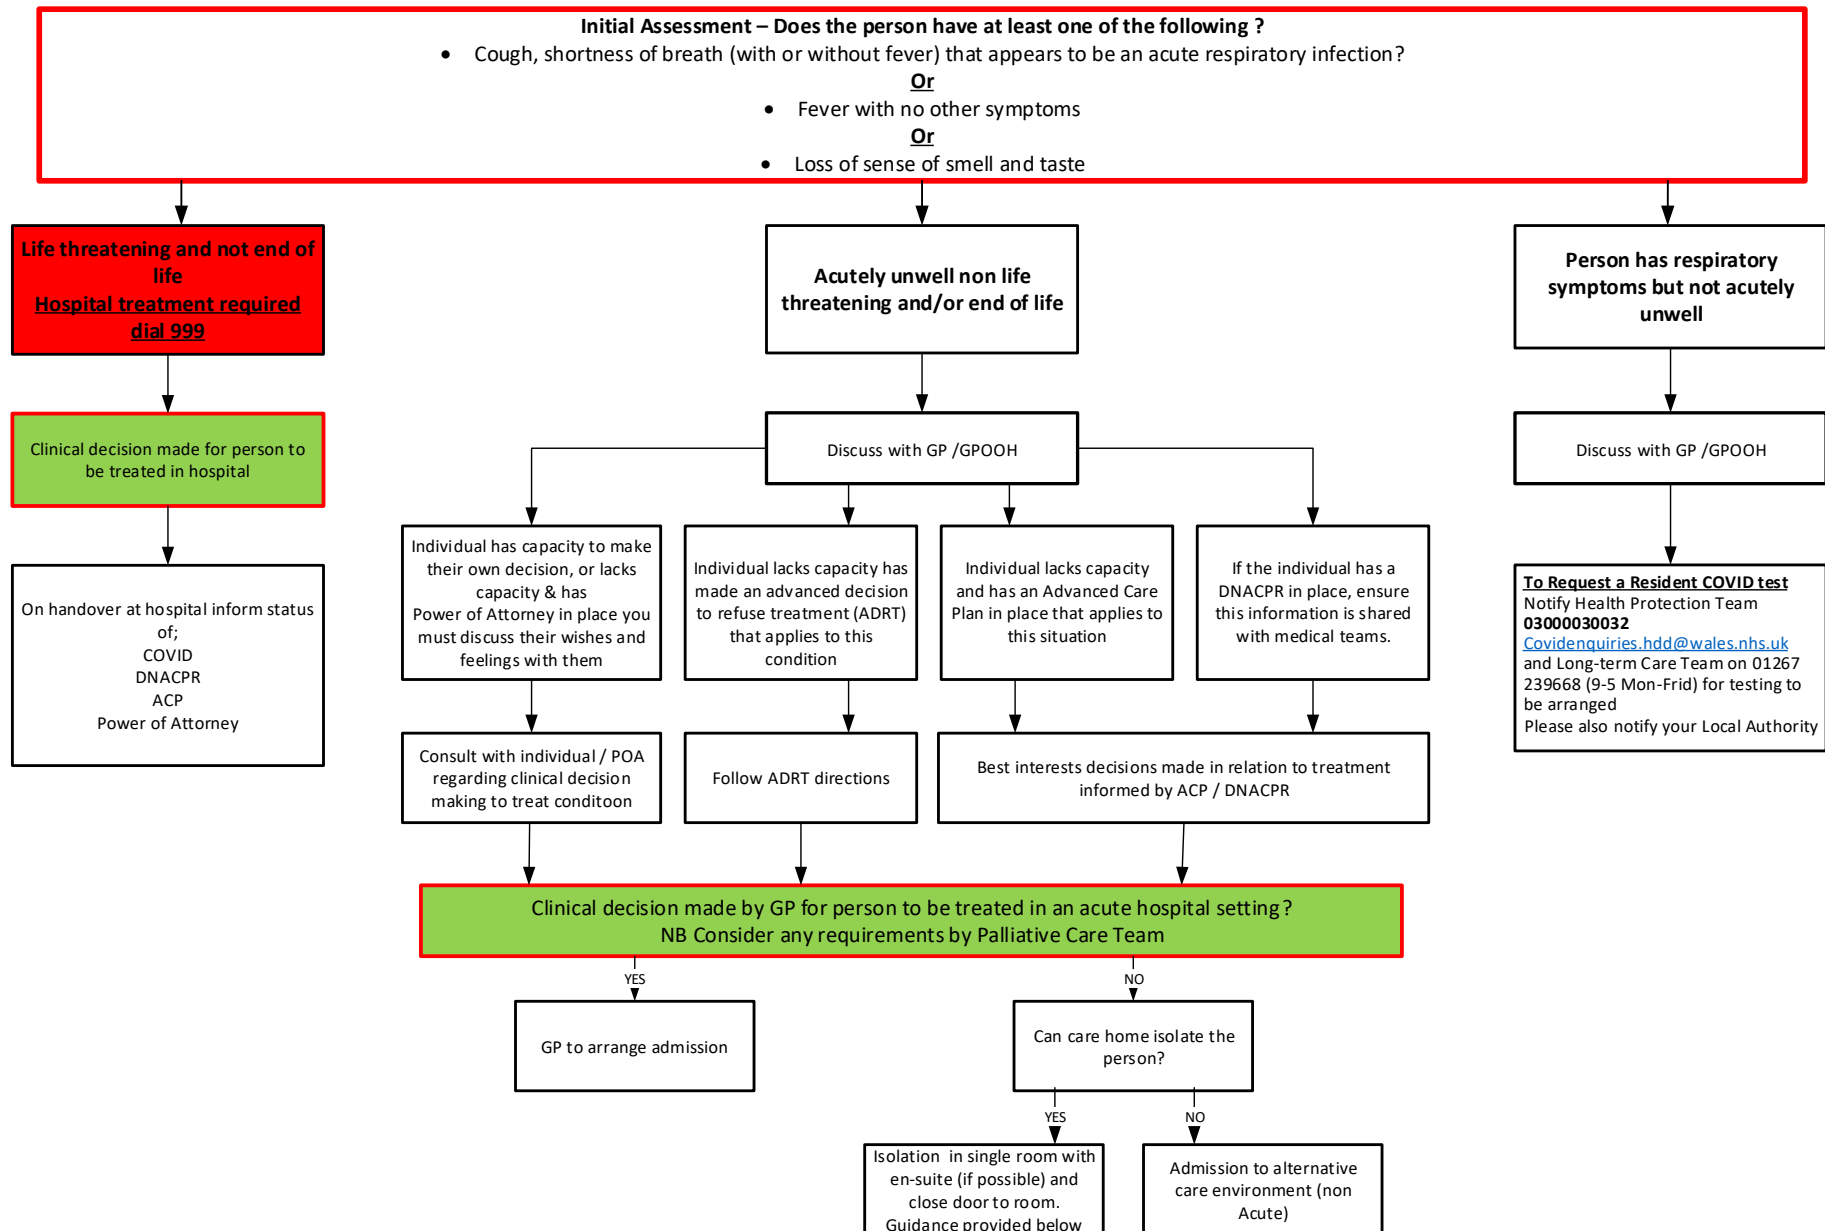 Initial Assessment – Does the person have at least one of the following ?
• Cough, shortness of breath (with or without fever) that appears to be an acute respiratory infection?
Or
• Fever with no other symptoms
Or
• Loss of sense of smell and taste
Life threatening and not end of
life
Hospital treatment required
dial 999
Acutely unwell non life
threatening and/or end of life
Person has respiratory
symptoms but not acutely
unwell
Clinical decision made for person to
be treated in hospital
Discuss with GP /GPOOH
Discuss with GP /GPOOH
On handover at hospital inform status
of;
COVID
DNACPR
ACP
Power of Attorney
Individual has capacity to make
their own decision, or lacks
capacity & has
Power of Attorney in place you
must discuss their wishes and
feelings with them
Individual lacks capacity has
made an advanced decision
to refuse treatment (ADRT)
that applies to this
condition
Individual lacks capacity
and has an Advanced Care
Plan in place that applies to
this situation
If the individual has a
DNACPR in place, ensure
this information is shared
with medical teams.
To Request a Resident COVID test
Notify Health Protection Team
03000030032
Covidenquiries.hdd@wales.nhs.uk
and Long-term Care Team on 01267
239668 (9-5 Mon-Frid) for testing to
be arranged
Please also notify your Local Authority
Consult with individual / POA
regarding clinical decision
making to treat conditoon
Follow ADRT directions
Best interests decisions made in relation to treatment
informed by ACP / DNACPR
Clinical decision made by GP for person to be treated in an acute hospital setting?
NB Consider any requirements by Palliative Care Team
YES
NO
GP to arrange admission
Can care home isolate the
person?
YES
NO
Isolation in single room with
en-suite (if possible) and
close door to room.
Guidance provided below
Admission to alternative
care environment (non
Acute)